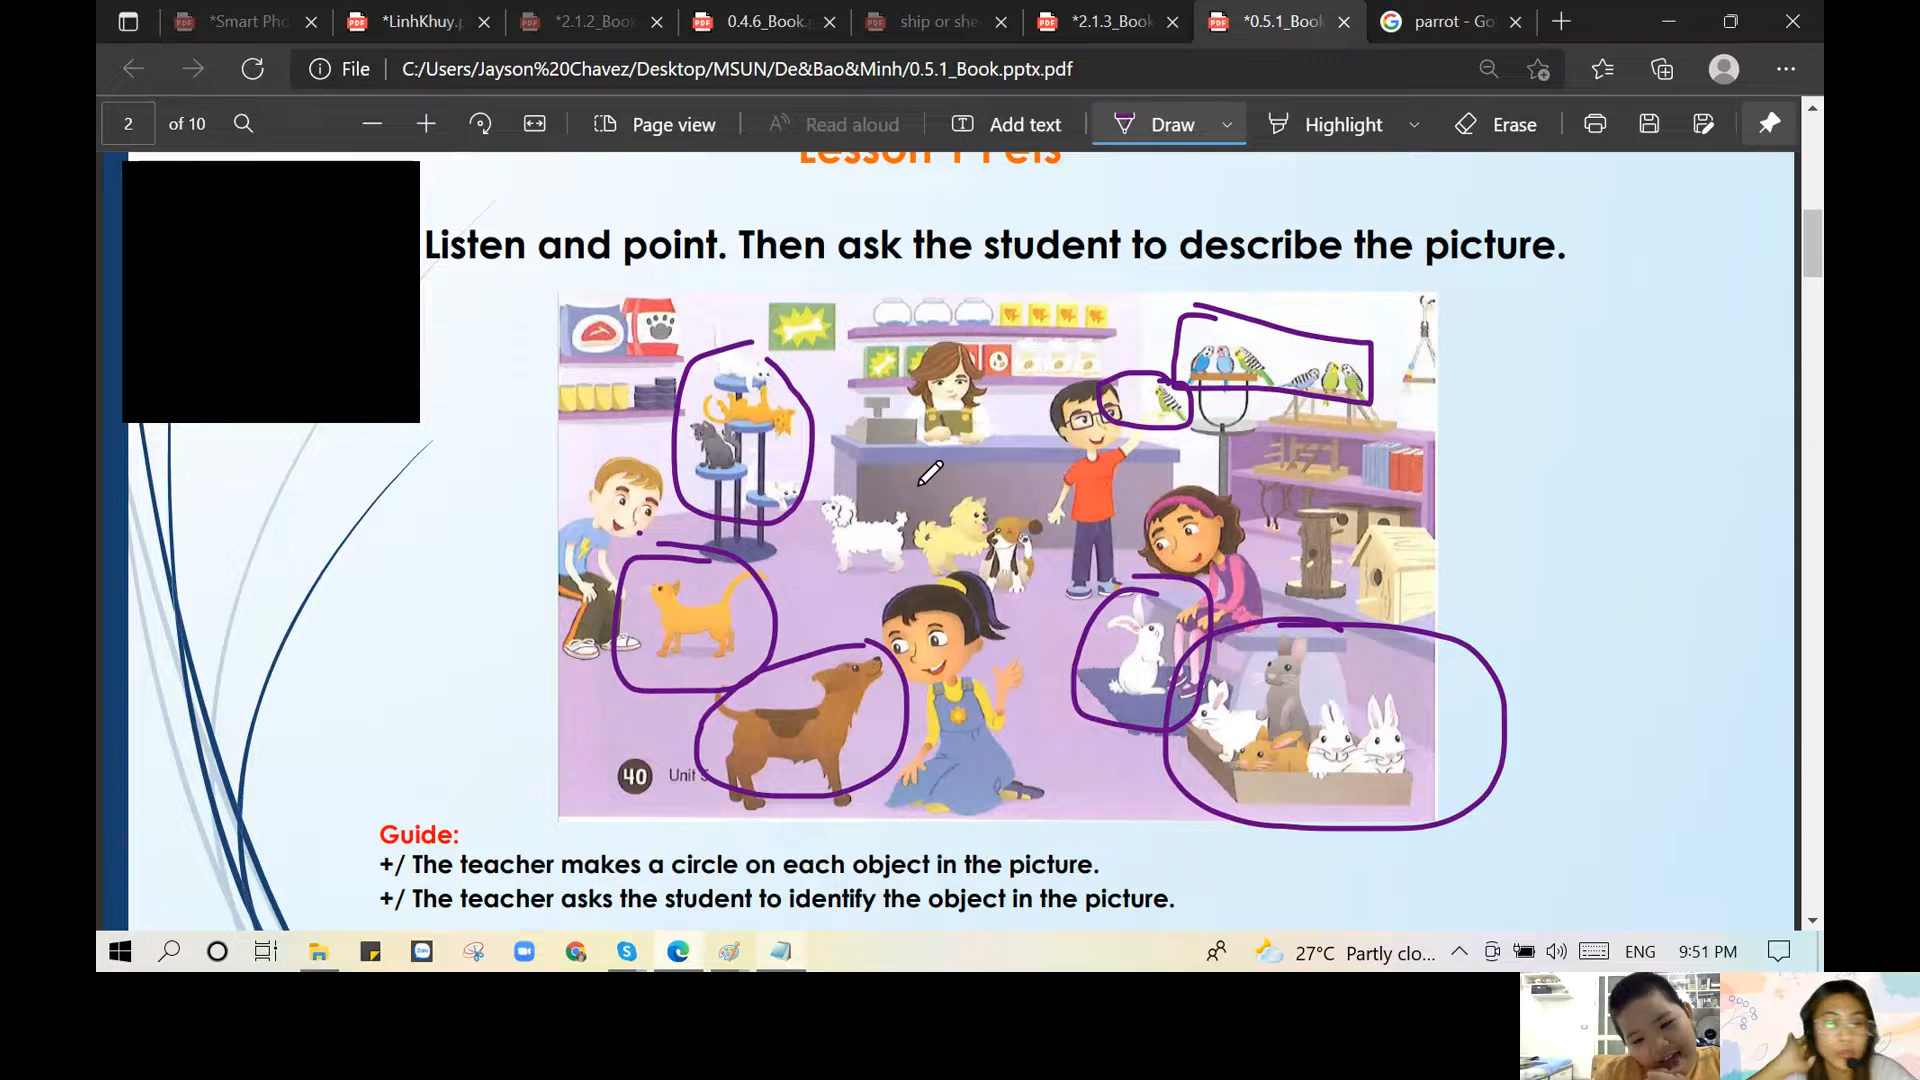 *Smart Pho
*LinhKhuy.p
*2.1.2_Book
0.4.6_Book.
ship or she
*2.1.3_Book
*0.5.1_Book
parrot - Go
File
C:/Users/Jayson%20Chavez/Desktop/MSUN/De&Bao&Minh/0.5.1_Book.pptx.pdf
2 of 10
Page view
Read aloud
Add text
Draw
Highlight
Erase
Lesson 1 Pets
Listen and point. Then ask the student to describe the picture.
40 Unit 5
Guide:
+/ The teacher makes a circle on each object in the picture.
+/ The teacher asks the student to identify the object in the picture.
27°C Partly clo...
ENG
9:51 PM